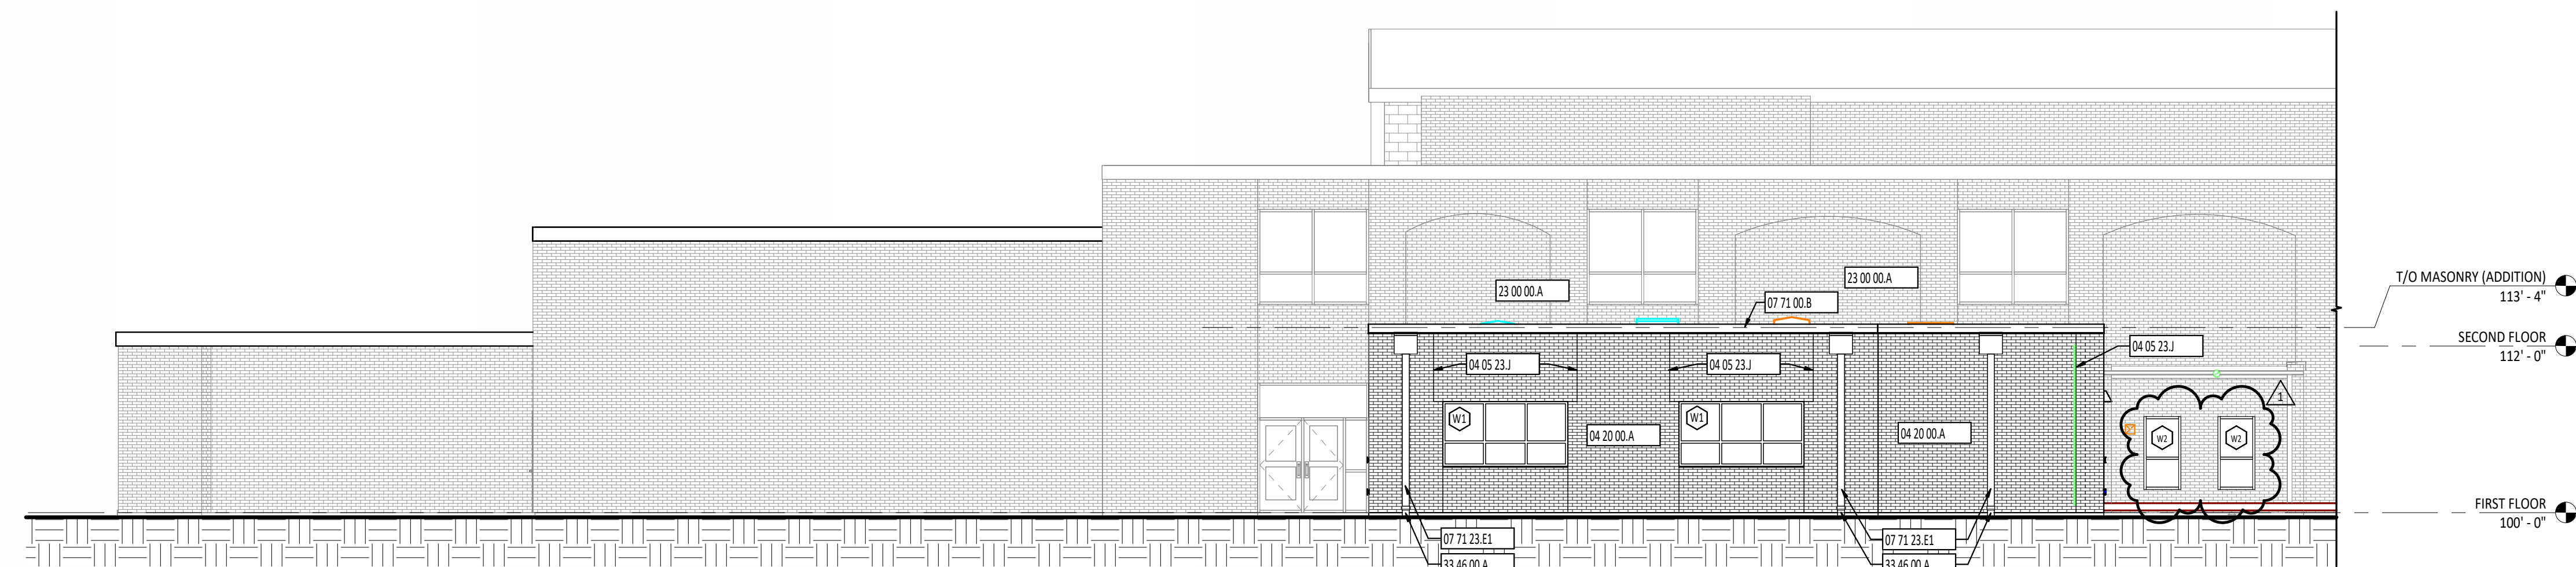 23 00 00.A
23 00 00.A
07 71 00.B
T/O MASONRY (ADDITION)
113' - 4"
SECOND FLOOR
112' - 0"
04 05 23.J
04 05 23.J
04 05 23.J
W1
W1
04 20 00.A
04 20 00.A
1
W2
W2
FIRST FLOOR
100' - 0"
07 71 23.E1
07 71 23.E1
33 46 00.A
33 46 00.A